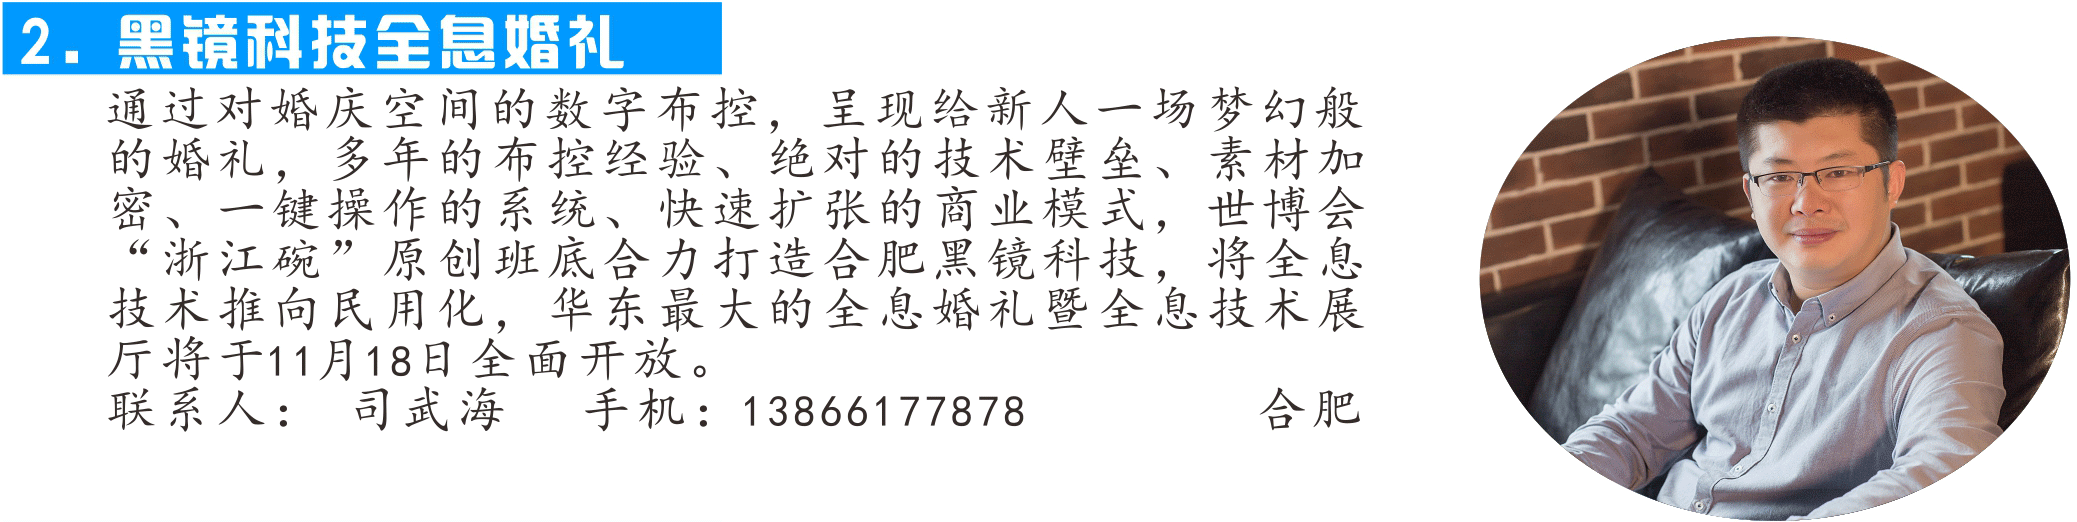 2. 黑镜科技全息婚礼
通过对婚庆空间的数字布控，呈现给新人一场梦幻般
的婚礼，多年的布控经验、绝对的技术壁垒、素材加
密、一键操作的系统、快速扩张的商业模式，世博会
“浙江碗”原创班底合力打造合肥黑镜科技，将全息
技术推向民用化，华东最大的全息婚礼暨全息技术展
厅将于11月18日全面开放。
联系人： 司武海 手机：13866177878 合肥